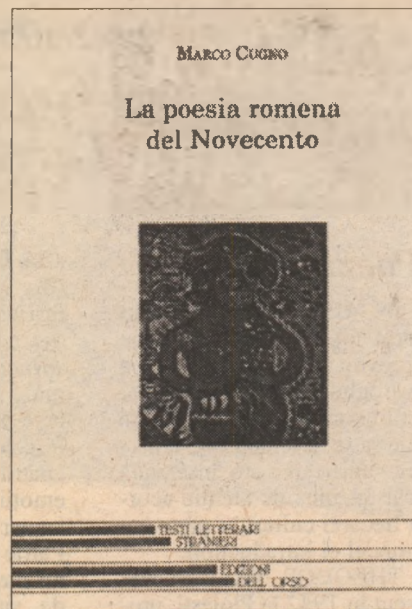 MARCO CUGNO
La poesia romena
del Novecento
TESTI LETTERARI
STRANIERI
EDIZIONI
DELL'ORSO